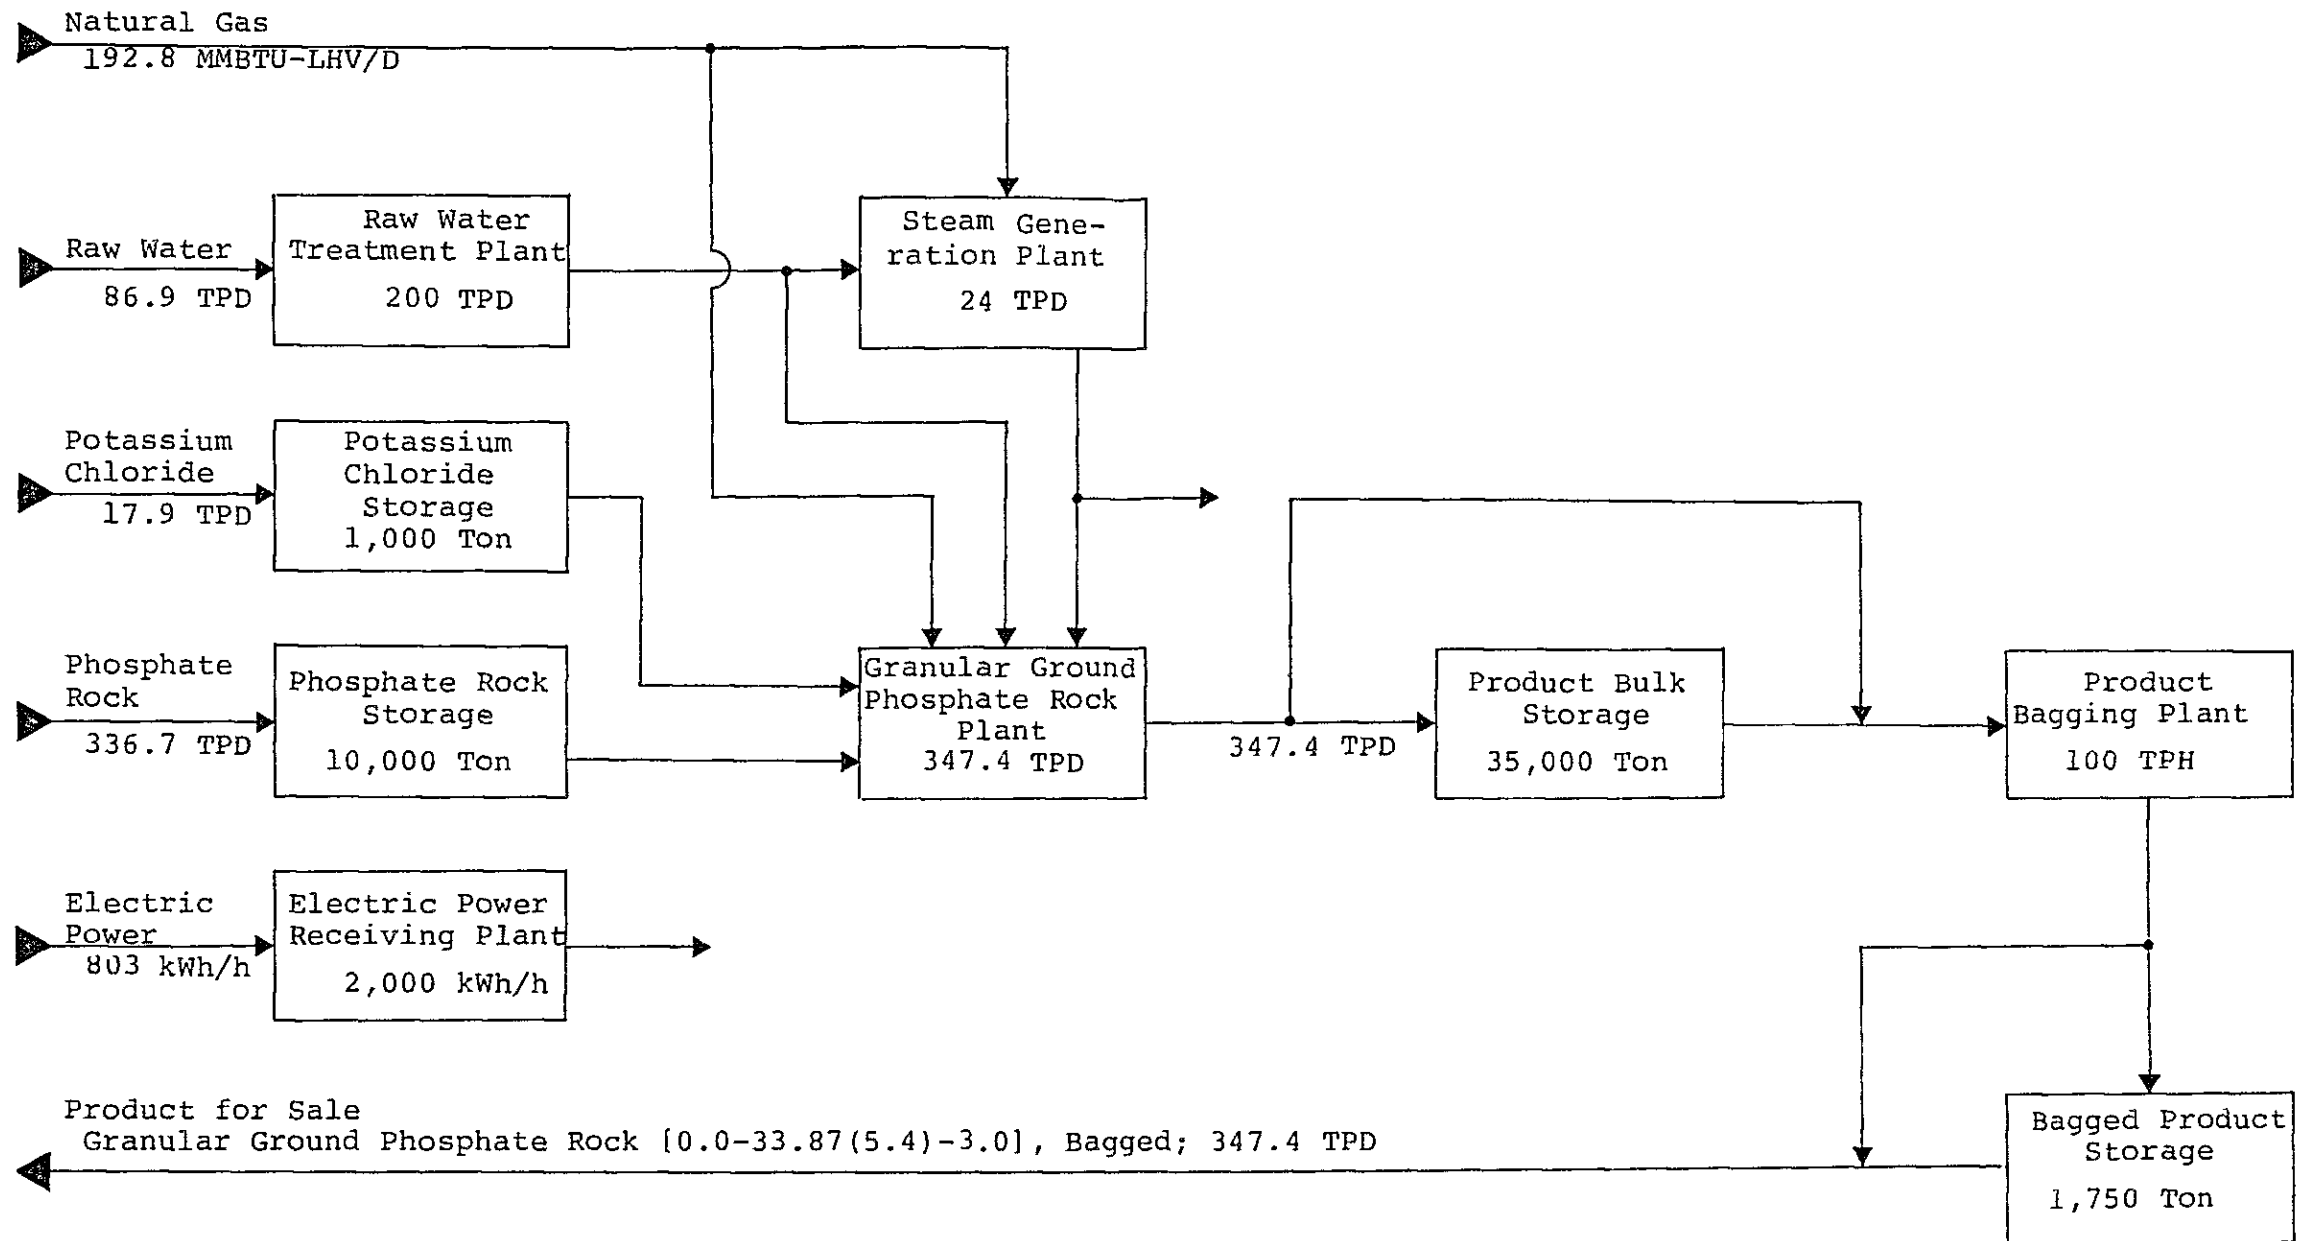 Natural Gas
192.8 MMBTU-LHV/D
Raw Water
86.9 TPD
Raw Water
Treatment Plant
200 TPD
Steam Gene-
ration Plant
24 TPD
Potassium
Chloride
17.9 TPD
Potassium
Chloride
Storage
1,000 Ton
Phosphate
Rock
336.7 TPD
Phosphate Rock
Storage
10,000 Ton
Granular Ground
Phosphate Rock
Plant
347.4 TPD
347.4 TPD
Product Bulk
Storage
35,000 Ton
Product
Bagging Plant
100 TPH
Electric
Power
803 kWh/h
Electric Power
Receiving Plant
2,000 kWh/h
Product for Sale
Granular Ground Phosphate Rock [0.0-33.87(5.4)-3.0], Bagged; 347.4 TPD
Bagged Product
Storage
1,750 Ton